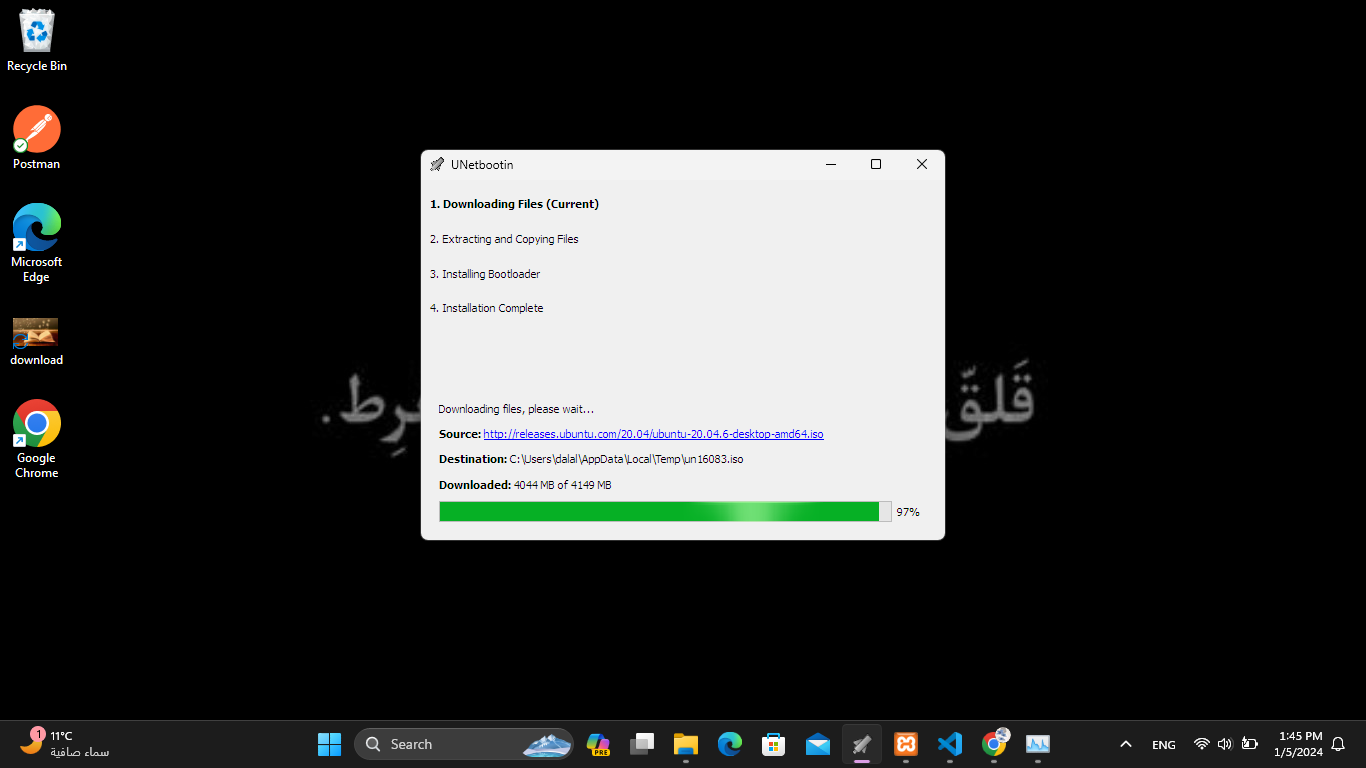 Recycle Bin
Postman
Microsoft
Edge
download
Google
Chrome
UNetbootin
1. Downloading Files (Current)
2. Extracting and Copying Files
3. Installing Bootloader
4. Installation Complete
قَلقّ
رِط.
Downloading files, please wait...
Source: http://releases.ubuntu.com/20.04/ubuntu-20.04.6-desktop-amd64.iso
Destination: C:\Users\dalal\AppData\Local\Temp\un16083.iso
Downloaded: 4044 MB of 4149 MB
97%
1
11°C
سماء صافية
Search
PRE
ENG
1:45 PM
1/5/2024